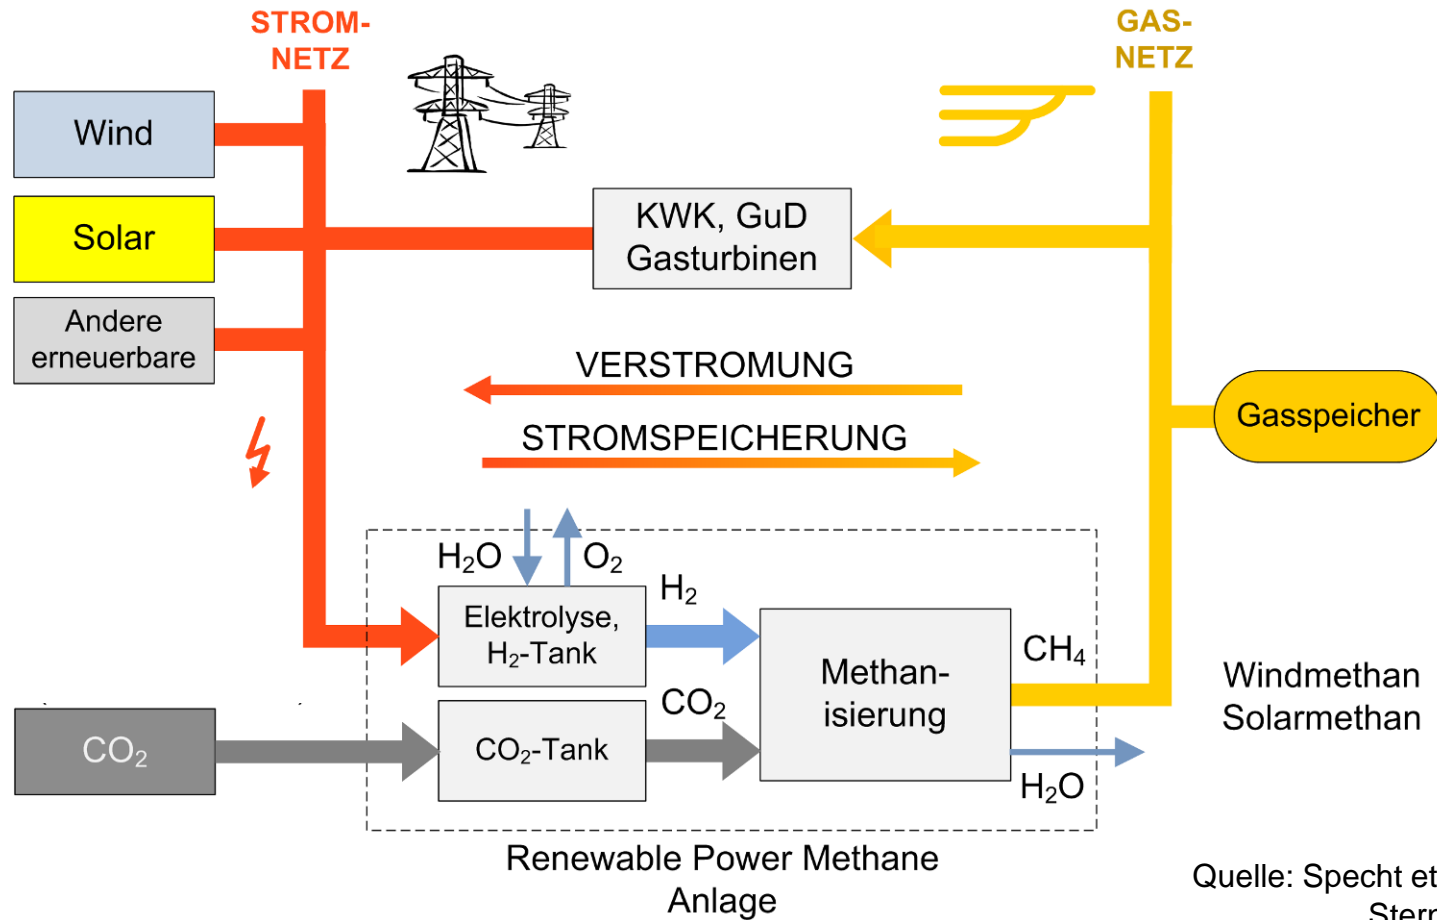 STROM-
NETZ
GAS-
NETZ
Wind
Solar
Andere
erneuerbare
KWK, GuD
Gasturbinen
VERSTROMUNG
STROMSPEICHERUNG
Gasspeicher
H₂O
O₂
Elektrolyse,
H₂-Tank
H₂
CO₂
CO₂-Tank
CO₂
Methan-
isierung
CH₄
H₂O
Windmethan
Solarmethan
Renewable Power Methane
Anlage
Quelle: Specht et